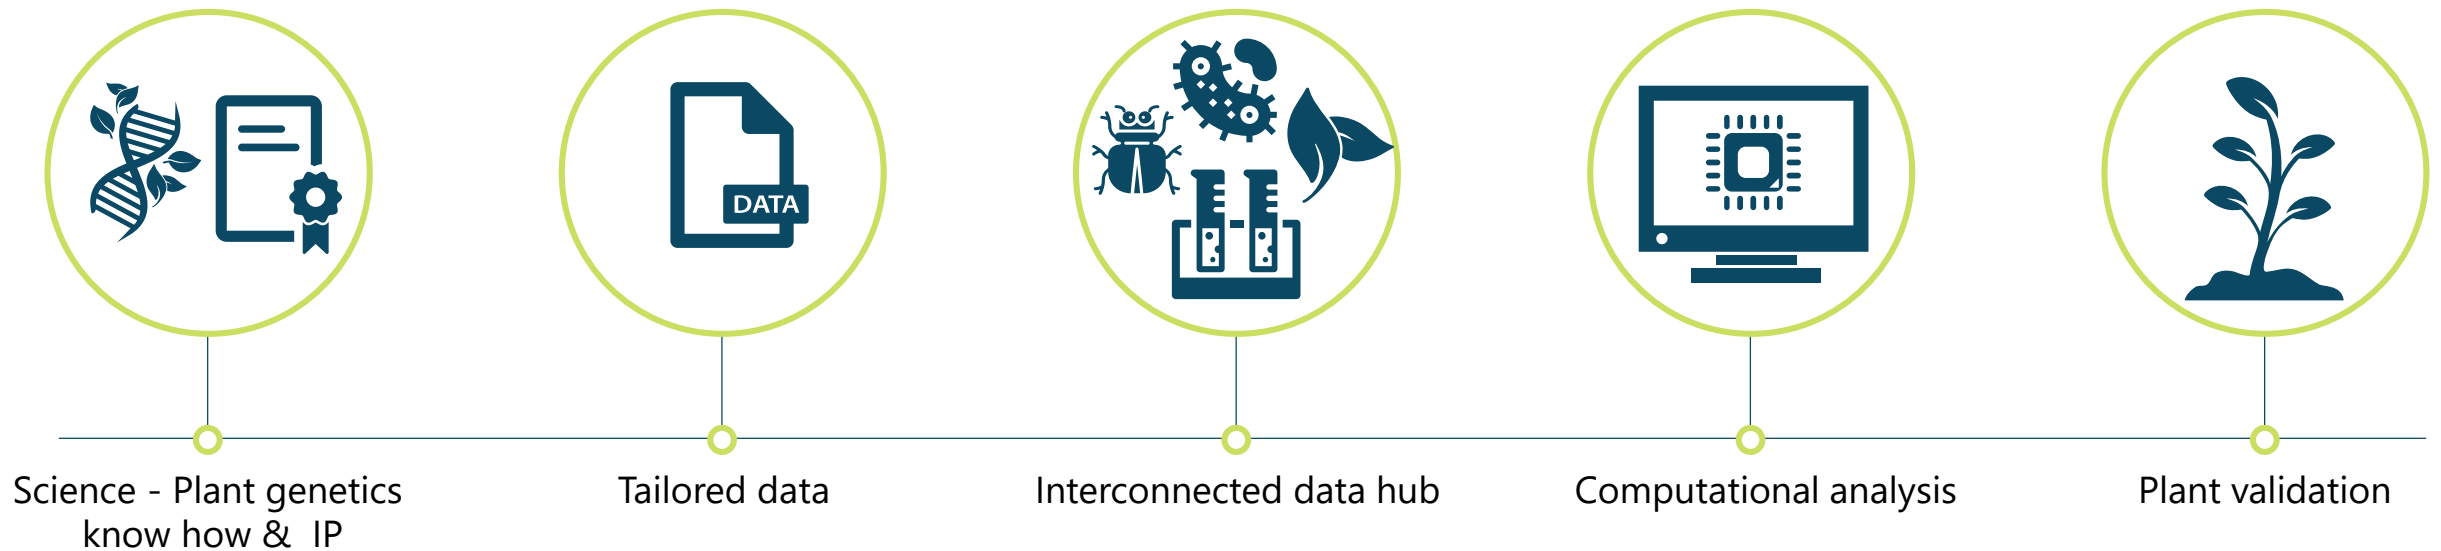 DATA
Science - Plant genetics
know how &  IP
Tailored data
Interconnected data hub
Computational analysis
Plant validation